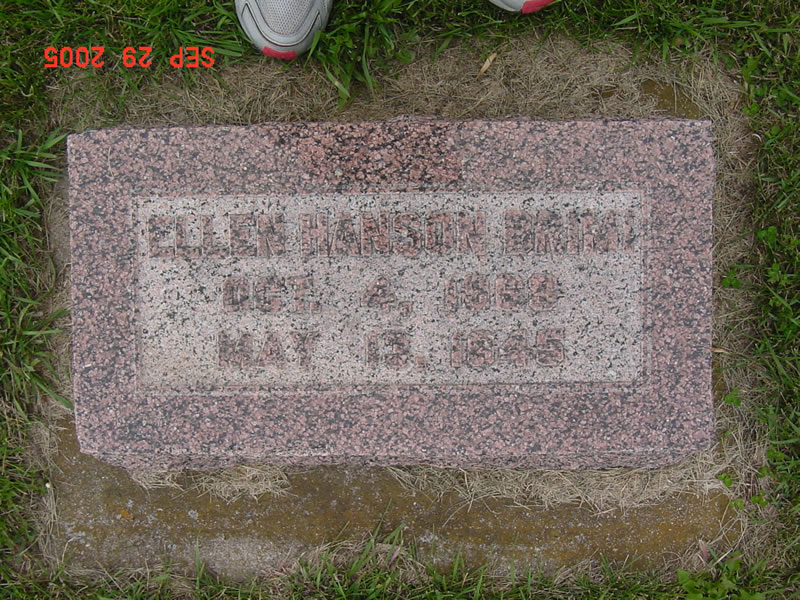 SEP 29 2005
ELLEN HANSON
OCT. 4,
MAY 13, 1945